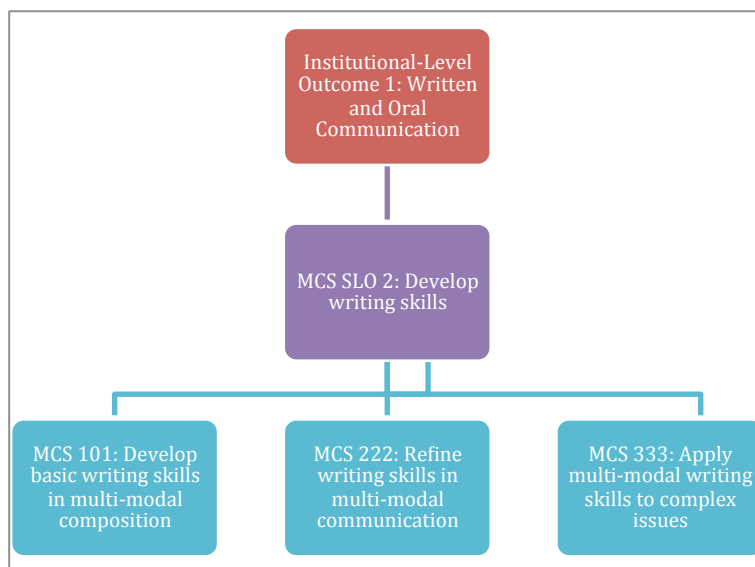 Institutional-Level
Outcome 1: Written
and Oral
Communication
MCS SLO 2: Develop
writing skills
MCS 101: Develop
basic writing skills
in multi-modal
composition
MCS 222: Refine
writing skills in
multi-modal
communication
MCS 333: Apply
multi-modal writing
skills to complex
issues